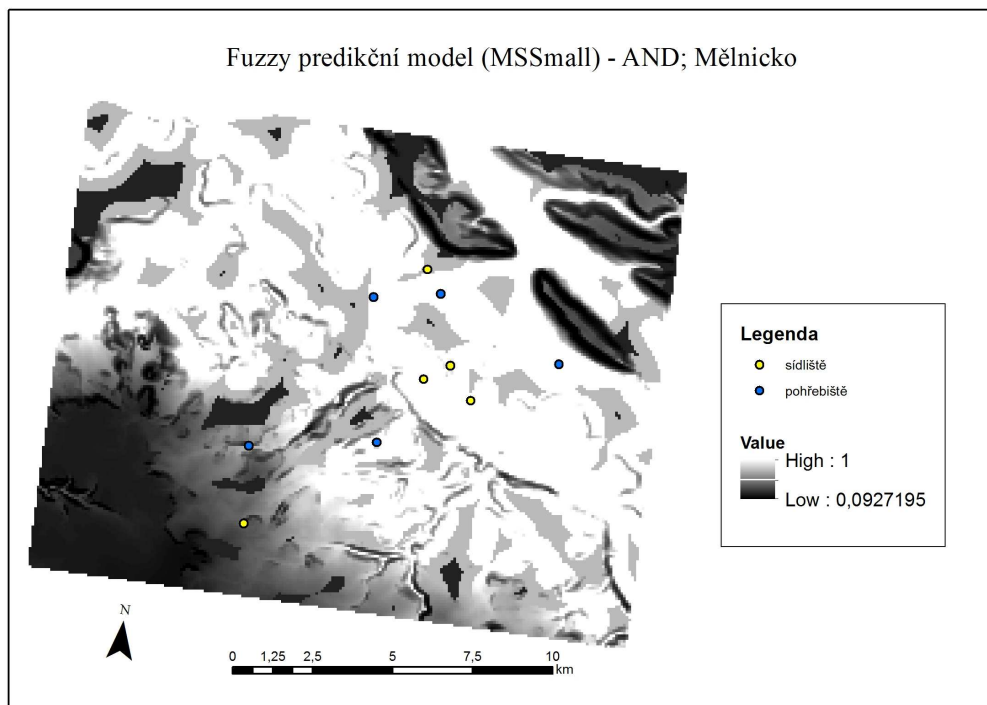 Fuzzy predikční model (MSSmall) - AND; Mělnicko
Legenda
sídliště
pohřebiště
Value
High : 1
Low : 0,0927195
N
0 1,25 2,5 5 7,5 10
km